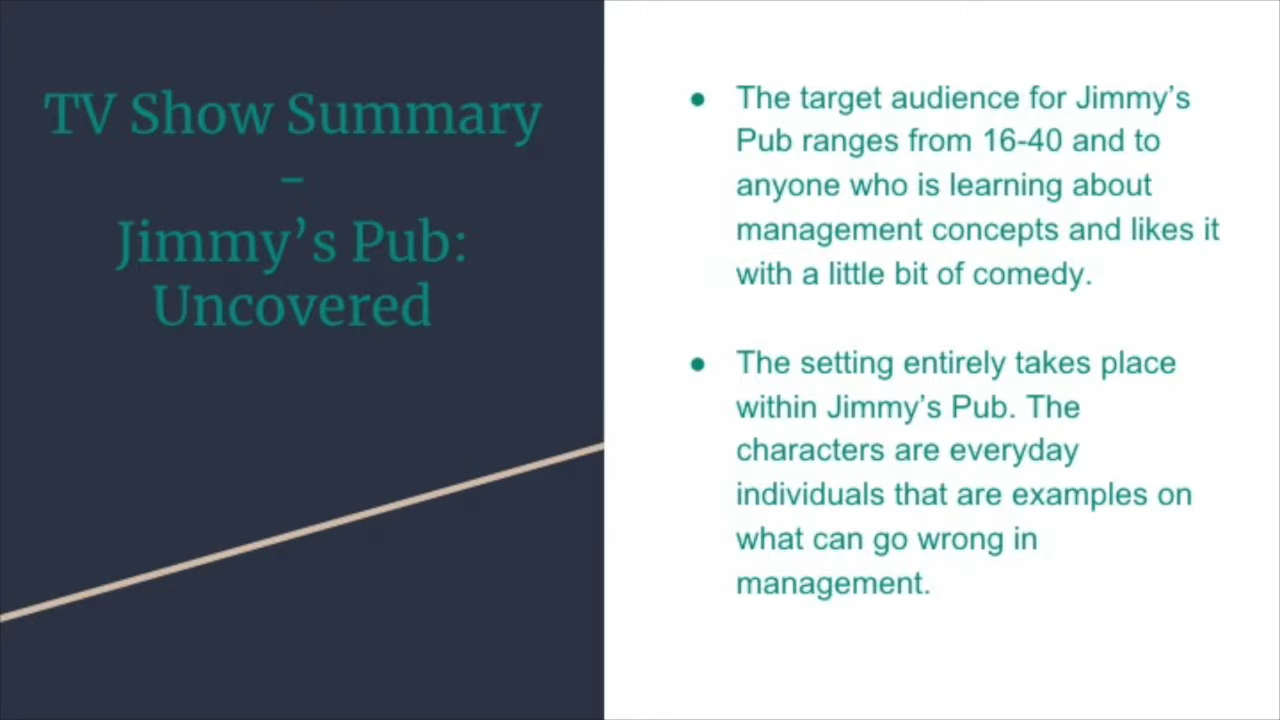 TV Show Summary
–
Jimmy’s Pub:
Uncovered
● The target audience for Jimmy’s
Pub ranges from 16-40 and to
anyone who is learning about
management concepts and likes it
with a little bit of comedy.
● The setting entirely takes place
within Jimmy’s Pub. The
characters are everyday
individuals that are examples on
what can go wrong in
management.